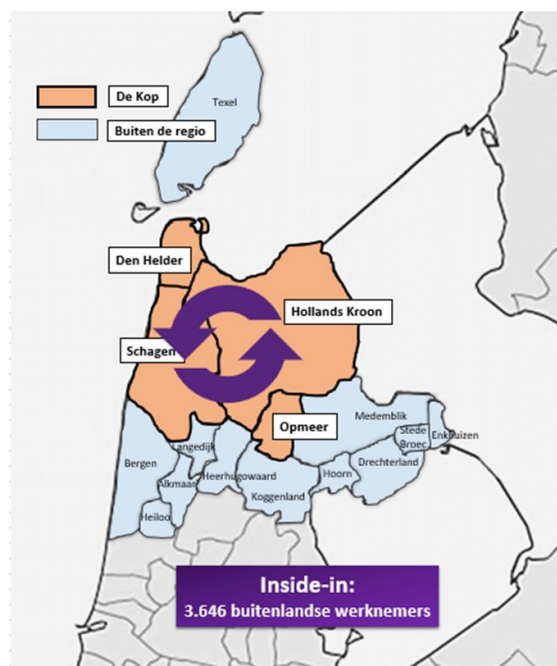 Texel
De Kop
Buiten de regio
Den Helder
Hollands Kroon
Schagen
Opmeer
Medemblik
Stede
Broec
Enkhuizen
Langedijk
Bergen
Drechterland
Alkmaar
Heerhugowaard
Hoorn
Koggenland
Heiloo
Inside-in:
3.646 buitenlandse werknemers